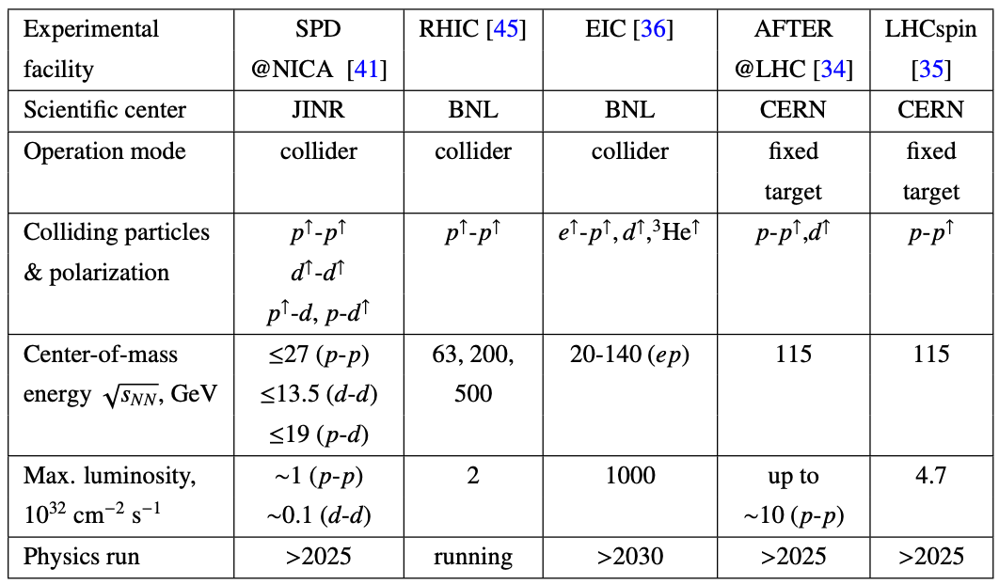 Experimental facility | SPD @NICA [41] | RHIC [45] | EIC [36] | AFTER @LHC [34] | LHCspin [35]
Scientific center | JINR | BNL | BNL | CERN | CERN
Operation mode | collider | collider | collider | fixed target | fixed target
Colliding particles & polarization | p↑-p↑ d↑-d↑ p↑-d, p-d↑ | p↑-p↑ | e↑-p↑, d↑,³He↑ | p-p↑,d↑ | p-p↑
Center-of-mass energy √sNN, GeV | ≤27 (p-p) ≤13.5 (d-d) ≤19 (p-d) | 63, 200, 500 | 20-140 (ep) | 115 | 115
Max. luminosity, 10³² cm⁻² s⁻¹ | ~1 (p-p) ~0.1 (d-d) | 2 | 1000 | up to ~10 (p-p) | 4.7
Physics run | >2025 | running | >2030 | >2025 | >2025